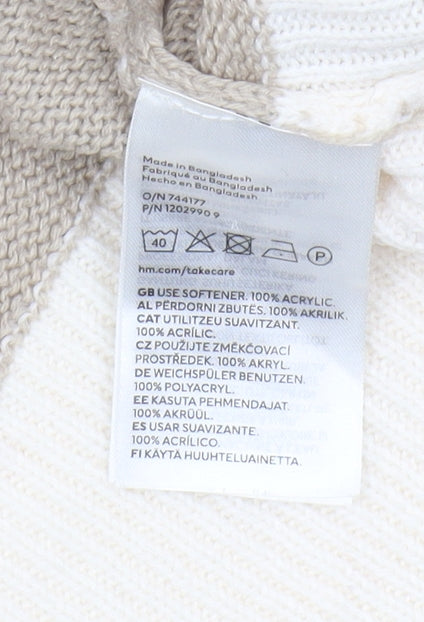 Made in Bangladesh
Fabriqué au Bangladesh
Hecho en Bangladesh
O/N 744177
P/N 1202990 9
40
P
hm.com/takecare
GB USE SOFTENER. 100% ACRYLIC.
AL PËRDORNI ZBUTËS. 100% AKRILIK.
CAT UTILITZEU SUAVITZANT.
100% ACRÍLIC.
CZ POUŽIJTE ZMĚKČOVACÍ
PROSTŘEDEK. 100% AKRYL.
DE WEICHSPÜLER BENUTZEN.
100% POLYACRYL.
EE KASUTA PEHMENDAJAT.
100% AKRÜÜL.
ES USAR SUAVIZANTE.
100% ACRÍLICO.
FI KÄYTÄ HUUHTELUAINETTA.